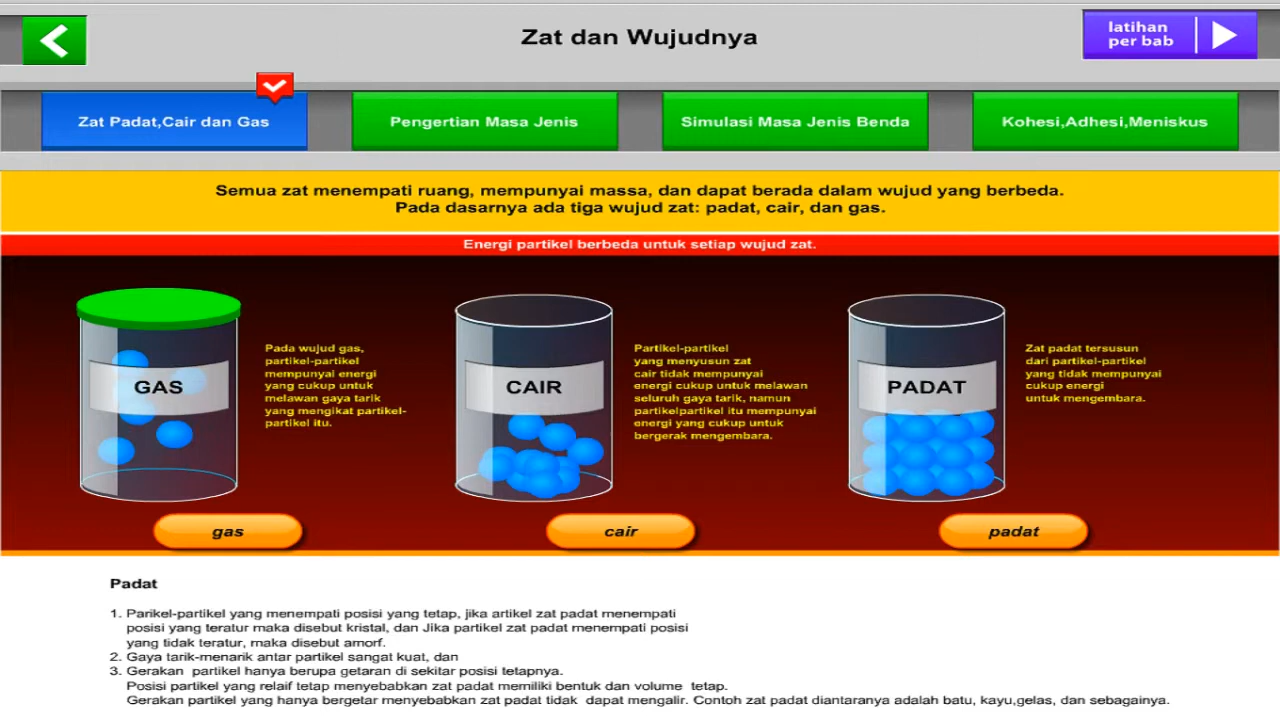 Zat dan Wujudnya
latihan
per bab
Zat Padat,Cair dan Gas
Pengertian Masa Jenis
Simulasi Masa Jenis Benda
Kohesi,Adhesi,Meniskus
Semua zat menempati ruang, mempunyai massa, dan dapat berada dalam wujud yang berbeda.
Pada dasarnya ada tiga wujud zat: padat, cair, dan gas.
Energi partikel berbeda untuk setiap wujud zat.
GAS
Pada wujud gas,
partikel-partikel
mempunyai energi
yang cukup untuk
melawan gaya tarik
yang mengikat partikel-
partikel itu.
CAIR
Partikel-partikel
yang menyusun zat
cair tidak mempunyai
energi cukup untuk melawan
seluruh gaya tarik, namun
partikelpartikel itu mempunyai
energi yang cukup untuk
bergerak mengembara.
PADAT
Zat padat tersusun
dari partikel-partikel
yang tidak mempunyai
cukup energi
untuk mengembara.
gas
cair
padat
Padat
1. Parikel-partikel yang menempati posisi yang tetap, jika artikel zat padat menempati
posisi yang teratur maka disebut kristal, dan Jika partikel zat padat menempati posisi
yang tidak teratur, maka disebut amorf.
2. Gaya tarik-menarik antar partikel sangat kuat, dan
3. Gerakan partikel hanya berupa getaran di sekitar posisi tetapnya.
Posisi partikel yang relaif tetap menyebabkan zat padat memiliki bentuk dan volume tetap.
Gerakan partikel yang hanya bergetar menyebabkan zat padat tidak dapat mengalir. Contoh zat padat diantaranya adalah batu, kayu,gelas, dan sebagainya.